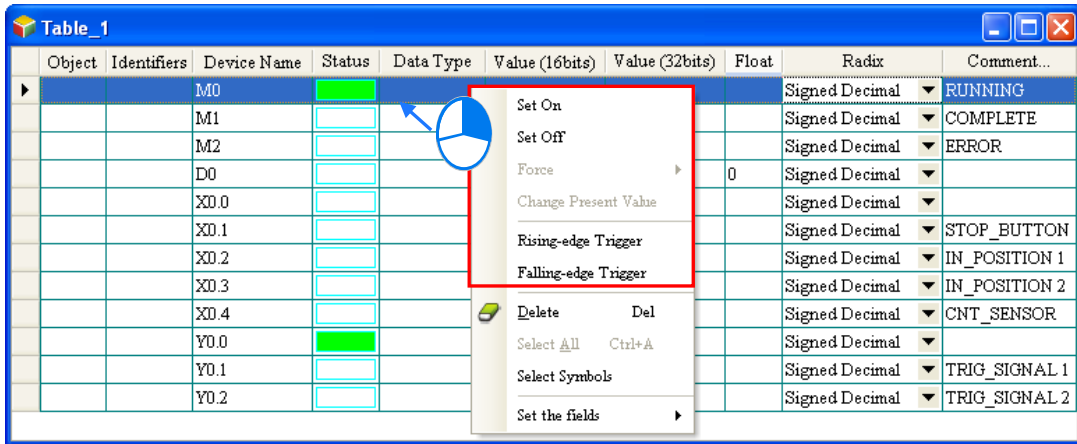 Table_1
Object Identifiers Device Name Status Data Type Value (16bits) Value (32bits) Float Radix Comment...
M0 Signed Decimal RUNNING
M1 Set On Signed Decimal COMPLETE
M2 Set Off Signed Decimal ERROR
D0 Force 0 Signed Decimal
X0.0 Change Present Value Signed Decimal
X0.1 Rising-edge Trigger Signed Decimal STOP_BUTTON
X0.2 Falling-edge Trigger Signed Decimal IN_POSITION 1
X0.3 Signed Decimal IN_POSITION 2
X0.4 Delete Del Signed Decimal CNT_SENSOR
Y0.0 Select All Ctrl+A Signed Decimal
Y0.1 Select Symbols Signed Decimal TRIG_SIGNAL 1
Y0.2 Set the fields Signed Decimal TRIG_SIGNAL 2